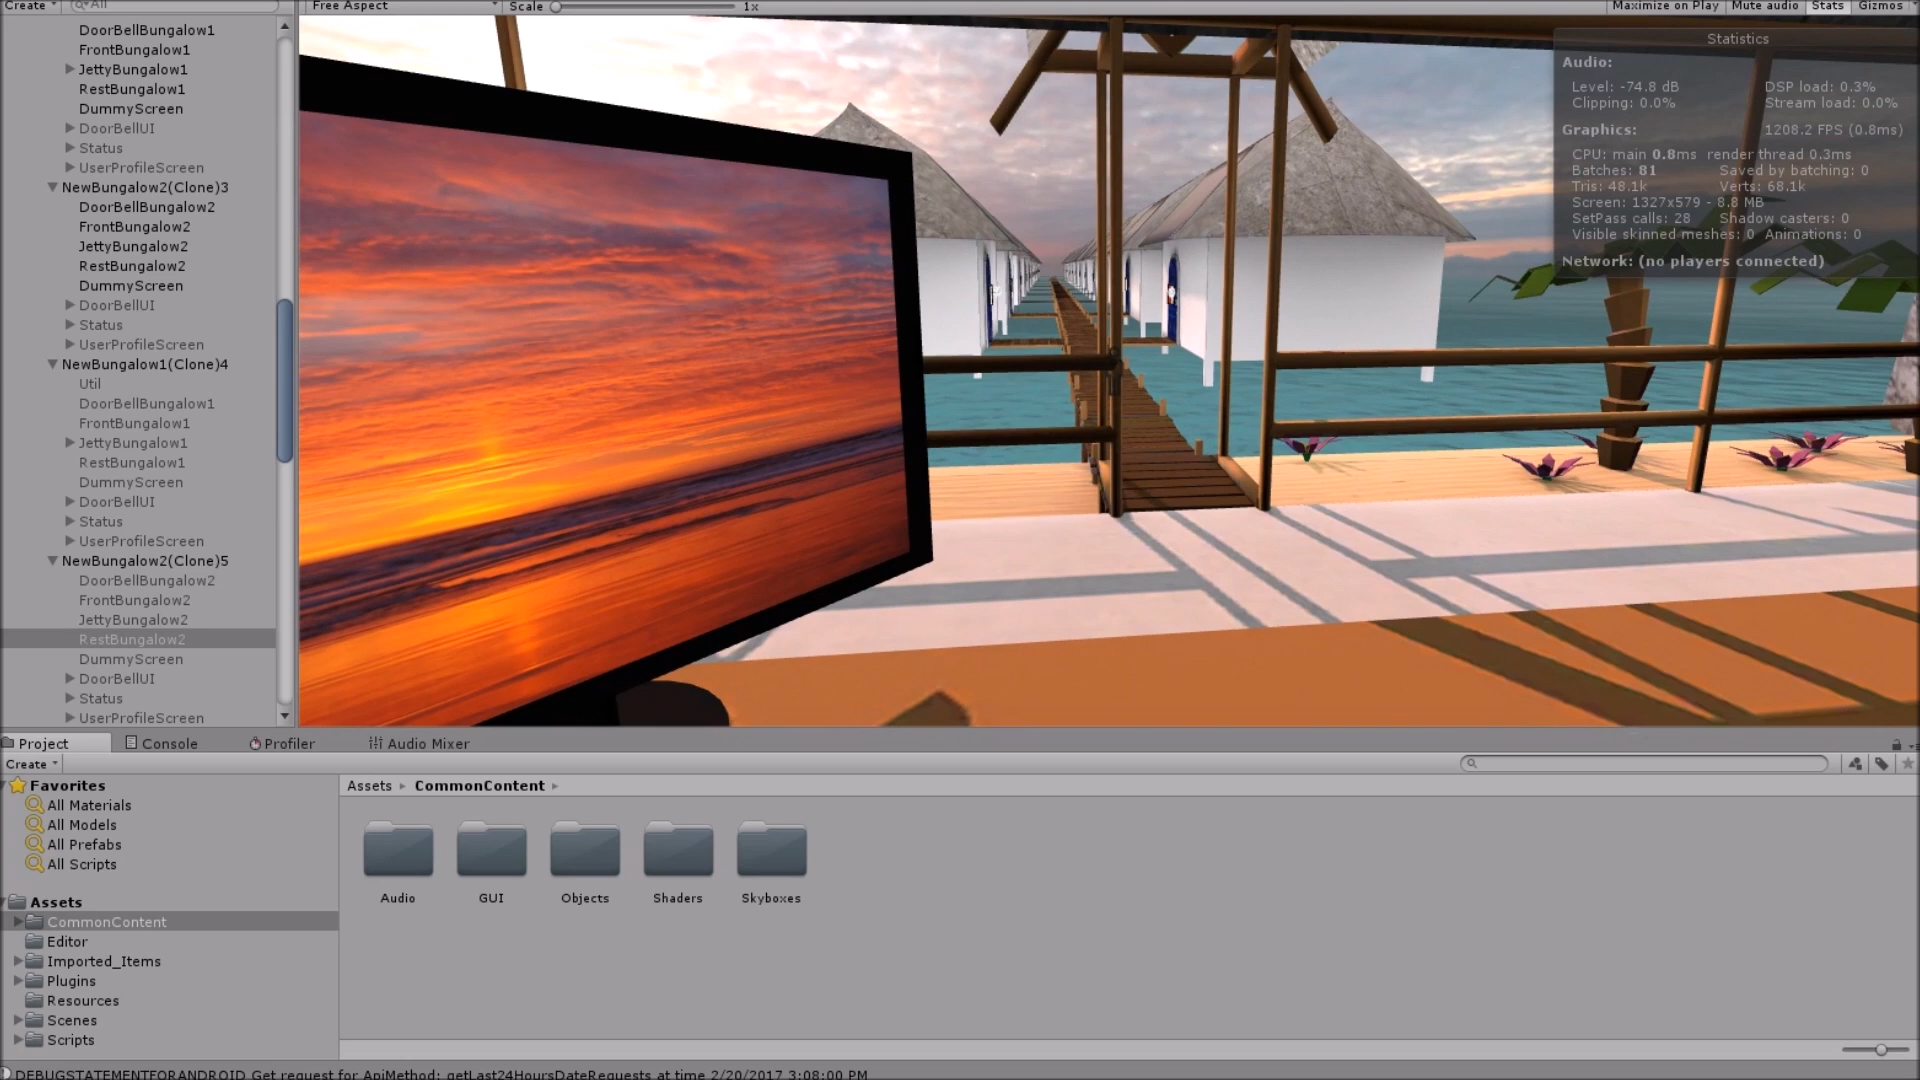 Create
All
Free Aspect
Scale
1x
Maximize on Play
Mute audio
Stats
Gizmos
DoorBellBungalow1
FrontBungalow1
JettyBungalow1
RestBungalow1
DummyScreen
DoorBellUI
Status
UserProfileScreen
NewBungalow2(Clone)3
DoorBellBungalow2
FrontBungalow2
JettyBungalow2
RestBungalow2
DummyScreen
DoorBellUI
Status
UserProfileScreen
NewBungalow1(Clone)4
Util
DoorBellBungalow1
FrontBungalow1
JettyBungalow1
RestBungalow1
DummyScreen
DoorBellUI
Status
UserProfileScreen
NewBungalow2(Clone)5
DoorBellBungalow2
FrontBungalow2
JettyBungalow2
RestBungalow2
DummyScreen
DoorBellUI
Status
UserProfileScreen
Statistics
Audio:
Level: -74.8 dB DSP load: 0.3%
Clipping: 0.0% Stream load: 0.0%
Graphics: 1208.2 FPS (0.8ms)
CPU: main 0.8ms render thread 0.3ms
Batches: 81 Saved by batching: 0
Tris: 48.1k Verts: 68.1k
Screen: 1327x579 - 8.8 MB
SetPass calls: 28 Shadow casters: 0
Visible skinned meshes: 0 Animations: 0
Network: (no players connected)
Project
Console
Profiler
Audio Mixer
Create
Favorites
All Materials
All Models
All Prefabs
All Scripts
Assets
CommonContent
Editor
Imported_Items
Plugins
Resources
Scenes
Scripts
Assets CommonContent
Audio
GUI
Objects
Shaders
Skyboxes
DEBUGSTATEMENTFORANDROID Get request for ApiMethod: getLast24HoursDateRequests at time 2/20/2017 3:08:00 PM